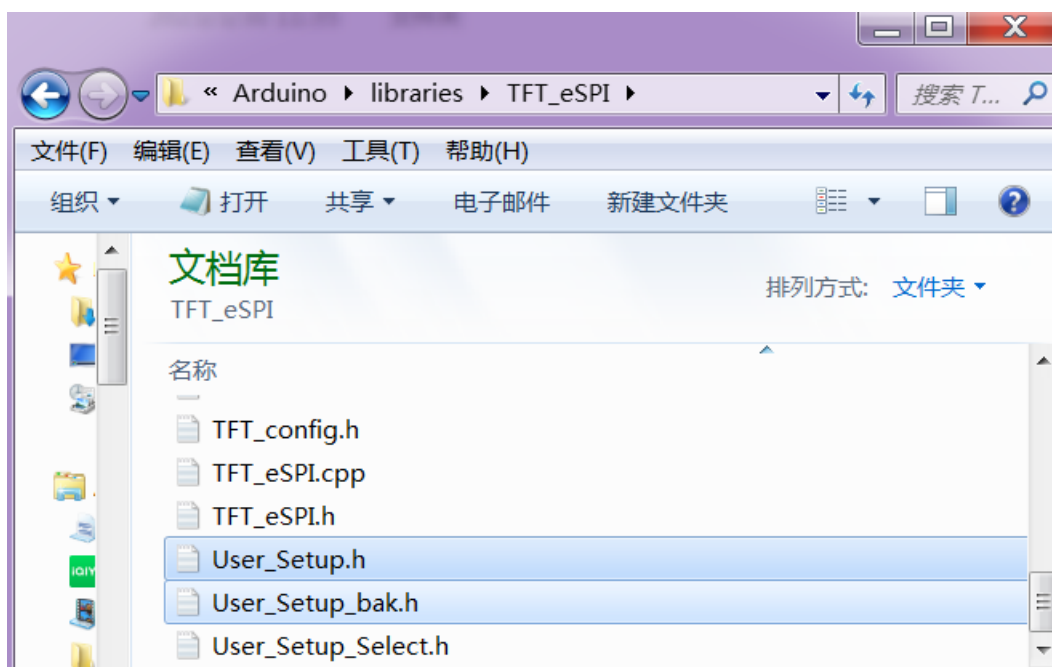 « Arduino ▸ libraries ▸ TFT_eSPI ▸
搜索 T...
文件(F) 编辑(E) 查看(V) 工具(T) 帮助(H)
组织 打开 共享 电子邮件 新建文件夹
文档库
TFT_eSPI
排列方式: 文件夹
名称
TFT_config.h
TFT_eSPI.cpp
TFT_eSPI.h
User_Setup.h
User_Setup_bak.h
User_Setup_Select.h